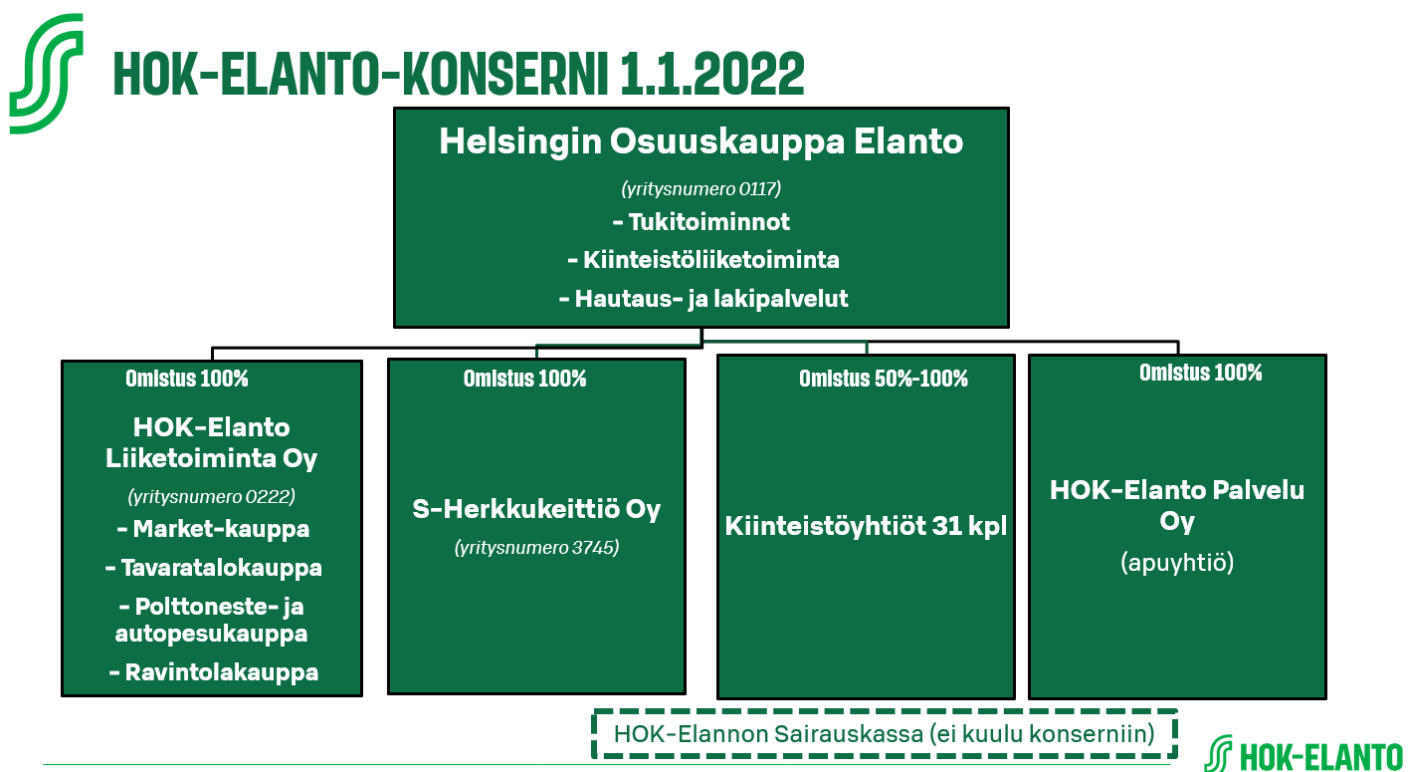 HOK-ELANTO-KONSERNI 1.1.2022
Helsingin Osuuskauppa Elanto
(yritysnumero 0117)
- Tukitoiminnot
- Kiinteistöliiketoiminta
- Hautaus- ja lakipalvelut
Omistus 100%
HOK-Elanto
Liiketoiminta Oy
(yritysnumero 0222)
- Market-kauppa
- Tavaratalokauppa
- Polttoneste- ja
autopesukauppa
- Ravintolakauppa
Omistus 100%
S-Herkkukeittiö Oy
(yritysnumero 3745)
Omistus 50%-100%
Kiinteistöyhtiöt 31 kpl
Omistus 100%
HOK-Elanto Palvelu
Oy
(apuyhtiö)
HOK-Elannon Sairauskassa (ei kuulu konserniin)
HOK-ELANTO